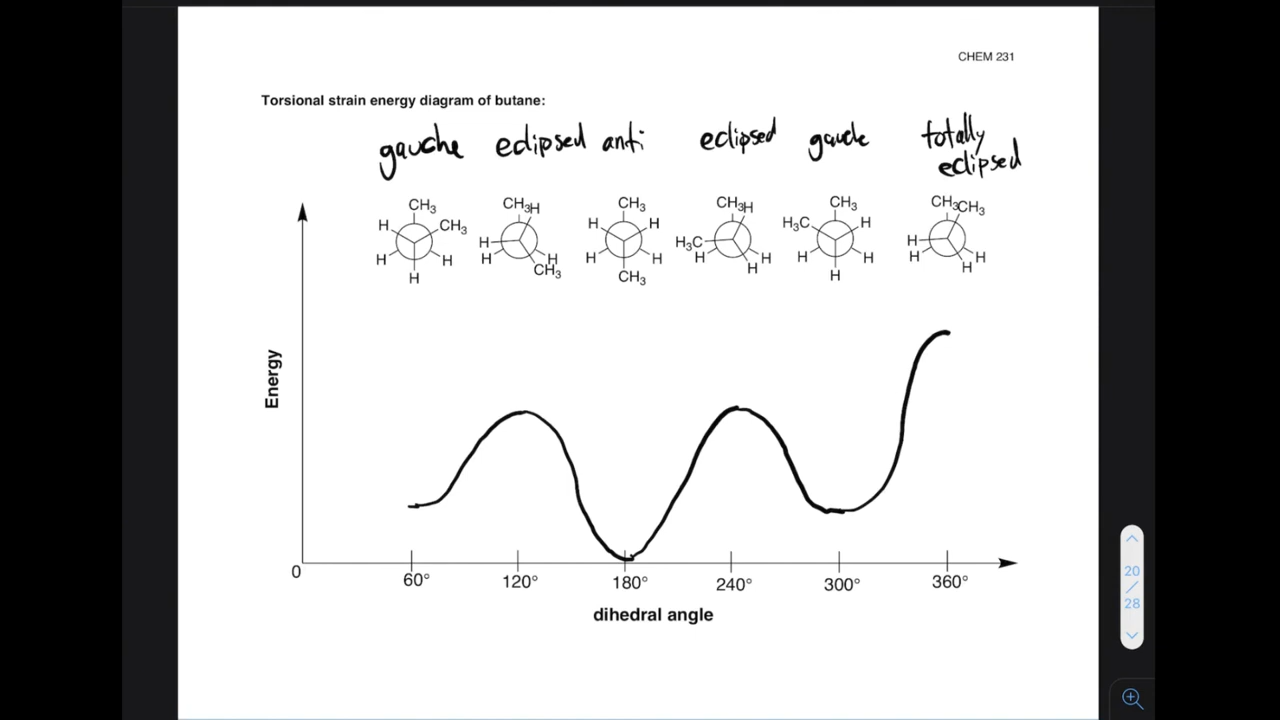 CHEM 231
Torsional strain energy diagram of butane:
gauche eclipsed anti eclipsed gauche totally
eclipsed
CH3 CH3H CH3 CH3H CH3 CH3CH3
H CH3 H H H3C H
H H H3C H
H H H H H H H H H H H H H
CH3 H H
H CH3 H
Energy
0
60° 120° 180° 240° 300° 360°
dihedral angle
20
/
28